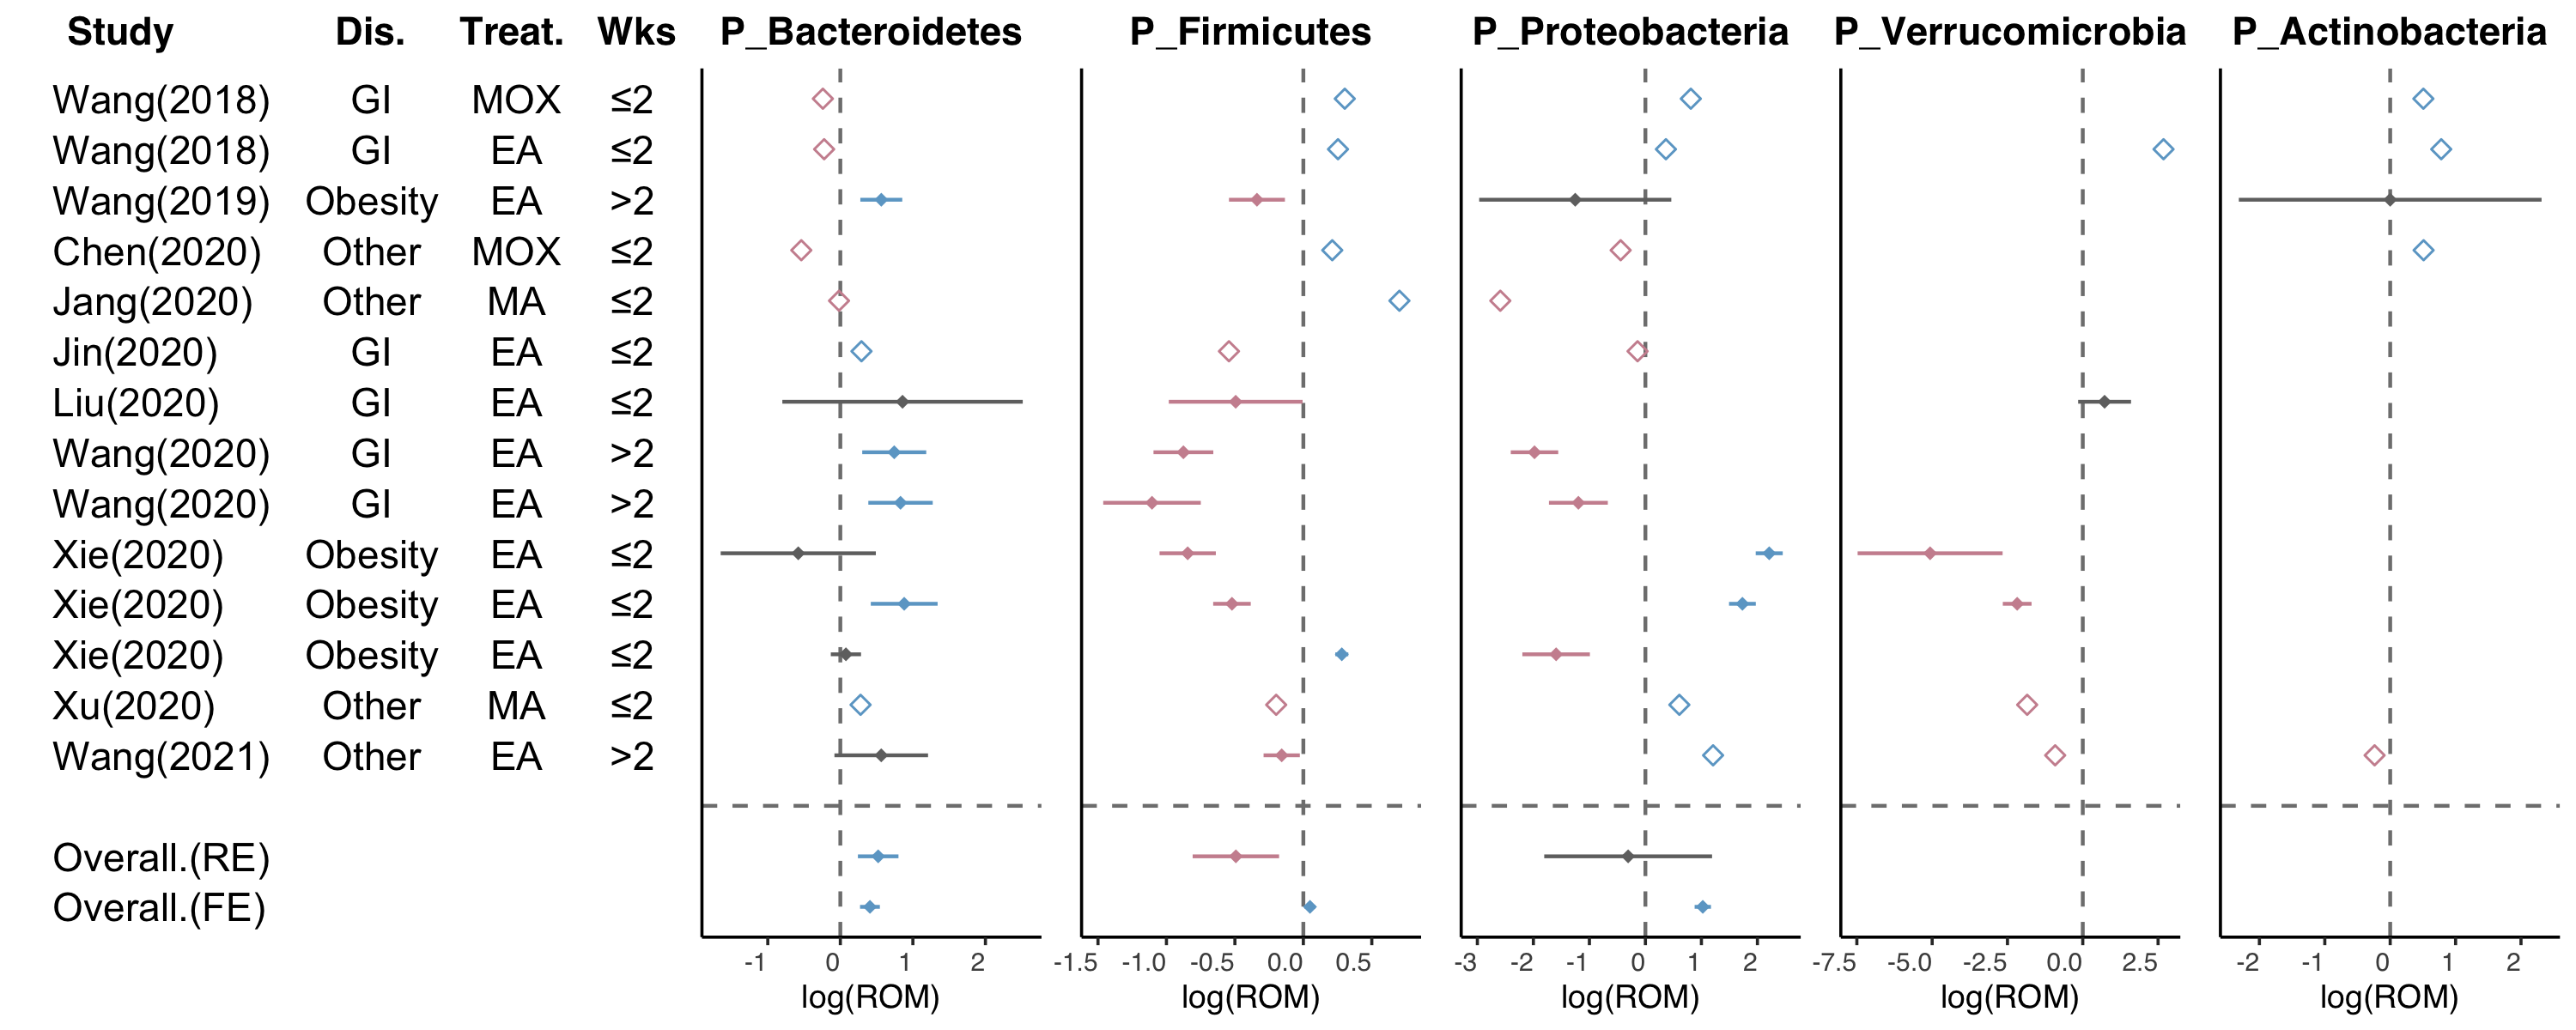 Study Dis. Treat. Wks P_Bacteroidetes P_Firmicutes P_Proteobacteria P_Verrucomicrobia P_Actinobacteria
Wang(2018) GI MOX ≤2
Wang(2018) GI EA ≤2
Wang(2019) Obesity EA >2
Chen(2020) Other MOX ≤2
Jang(2020) Other MA ≤2
Jin(2020) GI EA ≤2
Liu(2020) GI EA ≤2
Wang(2020) GI EA >2
Wang(2020) GI EA >2
Xie(2020) Obesity EA ≤2
Xie(2020) Obesity EA ≤2
Xie(2020) Obesity EA ≤2
Xu(2020) Other MA ≤2
Wang(2021) Other EA >2
Overall.(RE)
Overall.(FE)
-1 0 1 2 -1.5 -1.0 -0.5 0.0 0.5 -3 -2 -1 0 1 2 -7.5 -5.0 -2.5 0.0 2.5 -2 -1 0 1 2
log(ROM) log(ROM) log(ROM) log(ROM) log(ROM)